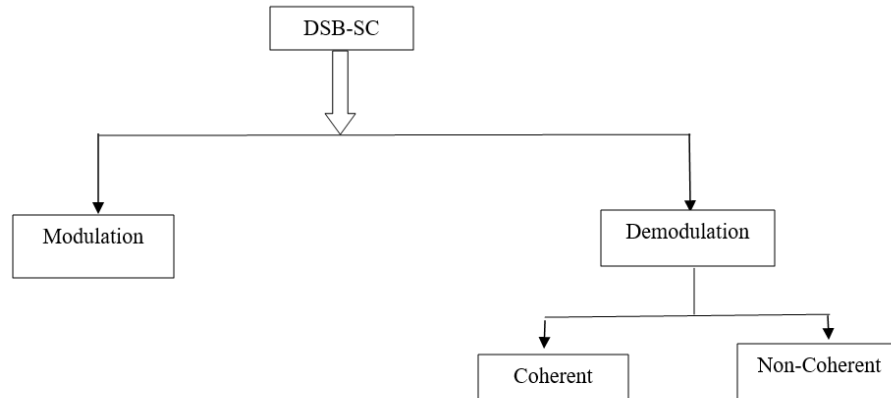 DSB-SC
Modulation
Demodulation
Coherent
Non-Coherent